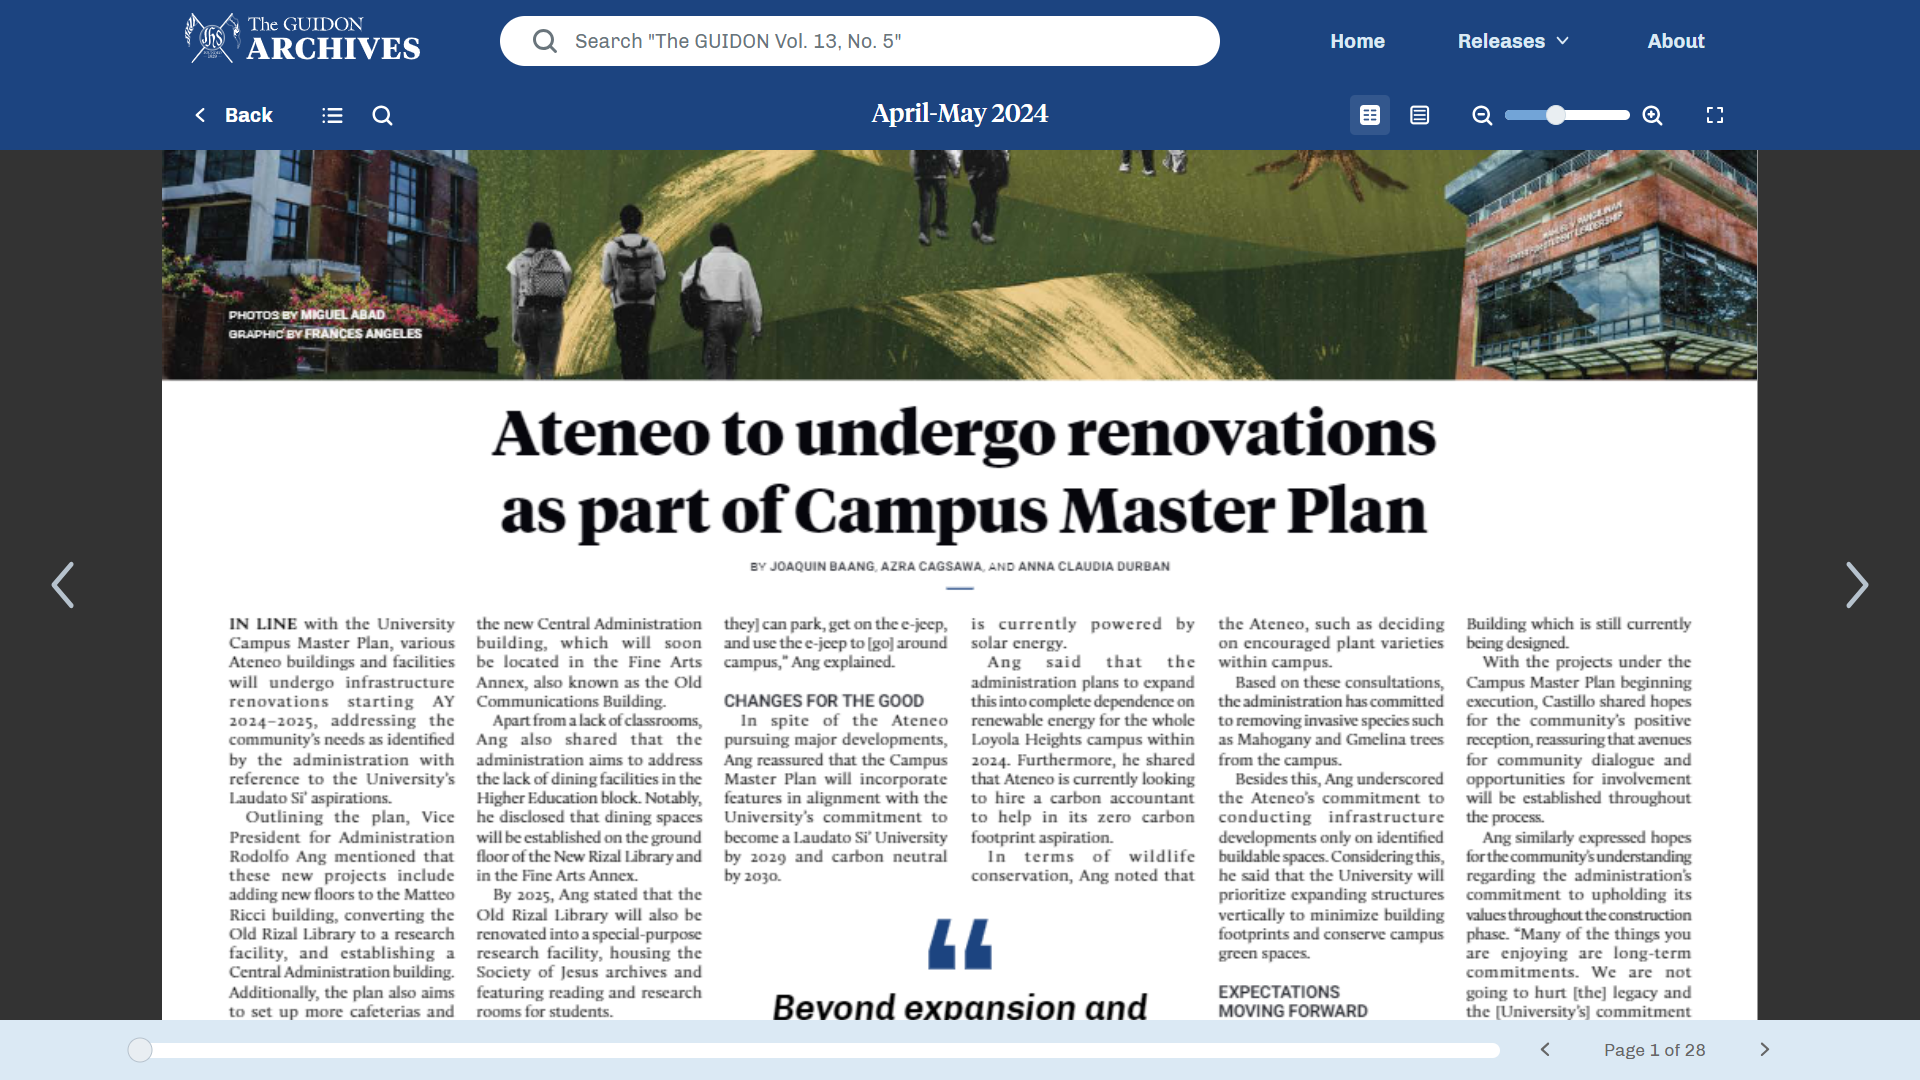 The GUIDON
ARCHIVES
Search "The GUIDON Vol. 13, No. 5"
Home
Releases
About
Back
April-May 2024
MANUEL V. PANGILINAN
CENTER FOR STUDENT LEADERSHIP
PHOTOS BY MIGUEL ABAD
GRAPHIC BY FRANCES ANGELES
Ateneo to undergo renovations
as part of Campus Master Plan
BY JOAQUIN BAANG, AZRA CAGSAWA, AND ANNA CLAUDIA DURBAN
IN LINE with the University
Campus Master Plan, various
Ateneo buildings and facilities
will undergo infrastructure
renovations starting AY
2024–2025, addressing the
community's needs as identified
by the administration with
reference to the University's
Laudato Si' aspirations.
Outlining the plan, Vice
President for Administration
Rodolfo Ang mentioned that
these new projects include
adding new floors to the Matteo
Ricci building, converting the
Old Rizal Library to a research
facility, and establishing a
Central Administration building.
Additionally, the plan also aims
to set up more cafeterias and
the new Central Administration
building, which will soon
be located in the Fine Arts
Annex, also known as the Old
Communications Building.
Apart from a lack of classrooms,
Ang also shared that the
administration aims to address
the lack of dining facilities in the
Higher Education block. Notably,
he disclosed that dining spaces
will be established on the ground
floor of the New Rizal Library and
in the Fine Arts Annex.
By 2025, Ang stated that the
Old Rizal Library will also be
renovated into a special-purpose
research facility, housing the
Society of Jesus archives and
featuring reading and research
rooms for students.
they] can park, get on the e-jeep,
and use the e-jeep to [go] around
campus," Ang explained.
CHANGES FOR THE GOOD
In spite of the Ateneo
pursuing major developments,
Ang reassured that the Campus
Master Plan will incorporate
features in alignment with the
University's commitment to
become a Laudato Si' University
by 2029 and carbon neutral
by 2030.
is currently powered by
solar energy.
Ang said that the
administration plans to expand
this into complete dependence on
renewable energy for the whole
Loyola Heights campus within
2024. Furthermore, he shared
that Ateneo is currently looking
to hire a carbon accountant
to help in its zero carbon
footprint aspiration.
In terms of wildlife
conservation, Ang noted that
“
Beyond expansion and
the Ateneo, such as deciding
on encouraged plant varieties
within campus.
Based on these consultations,
the administration has committed
to removing invasive species such
as Mahogany and Gmelina trees
from the campus.
Besides this, Ang underscored
the Ateneo's commitment to
conducting infrastructure
developments only on identified
buildable spaces. Considering this,
he said that the University will
prioritize expanding structures
vertically to minimize building
footprints and conserve campus
green spaces.
EXPECTATIONS
MOVING FORWARD
Building which is still currently
being designed.
With the projects under the
Campus Master Plan beginning
execution, Castillo shared hopes
for the community's positive
reception, reassuring that avenues
for community dialogue and
opportunities for involvement
will be established throughout
the process.
Ang similarly expressed hopes
for the community's understanding
regarding the administration's
commitment to upholding its
values throughout the construction
phase. “Many of the things you
are enjoying are long-term
commitments. We are not
going to hurt [the] legacy and
the [University's] commitment
Page 1 of 28